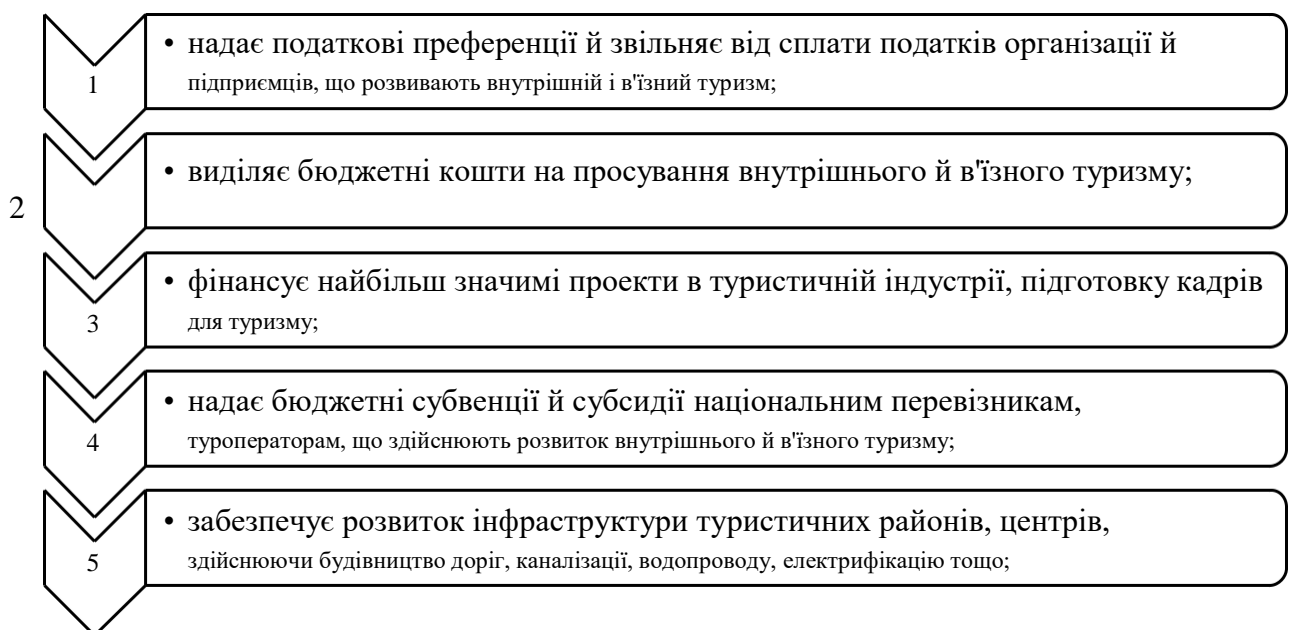 • надає податкові преференції й звільняє від сплати податків організації й
1
підприємців, що розвивають внутрішній і в'їзний туризм;
• виділяє бюджетні кошти на просування внутрішнього й в'їзного туризму;
2
• фінансує найбільш значимі проекти в туристичній індустрії, підготовку кадрів
3
для туризму;
• надає бюджетні субвенції й субсидії національним перевізникам,
4
туроператорам, що здійснюють розвиток внутрішнього й в'їзного туризму;
• забезпечує розвиток інфраструктури туристичних районів, центрів,
5
здійснюючи будівництво доріг, каналізації, водопроводу, електрифікацію тощо;